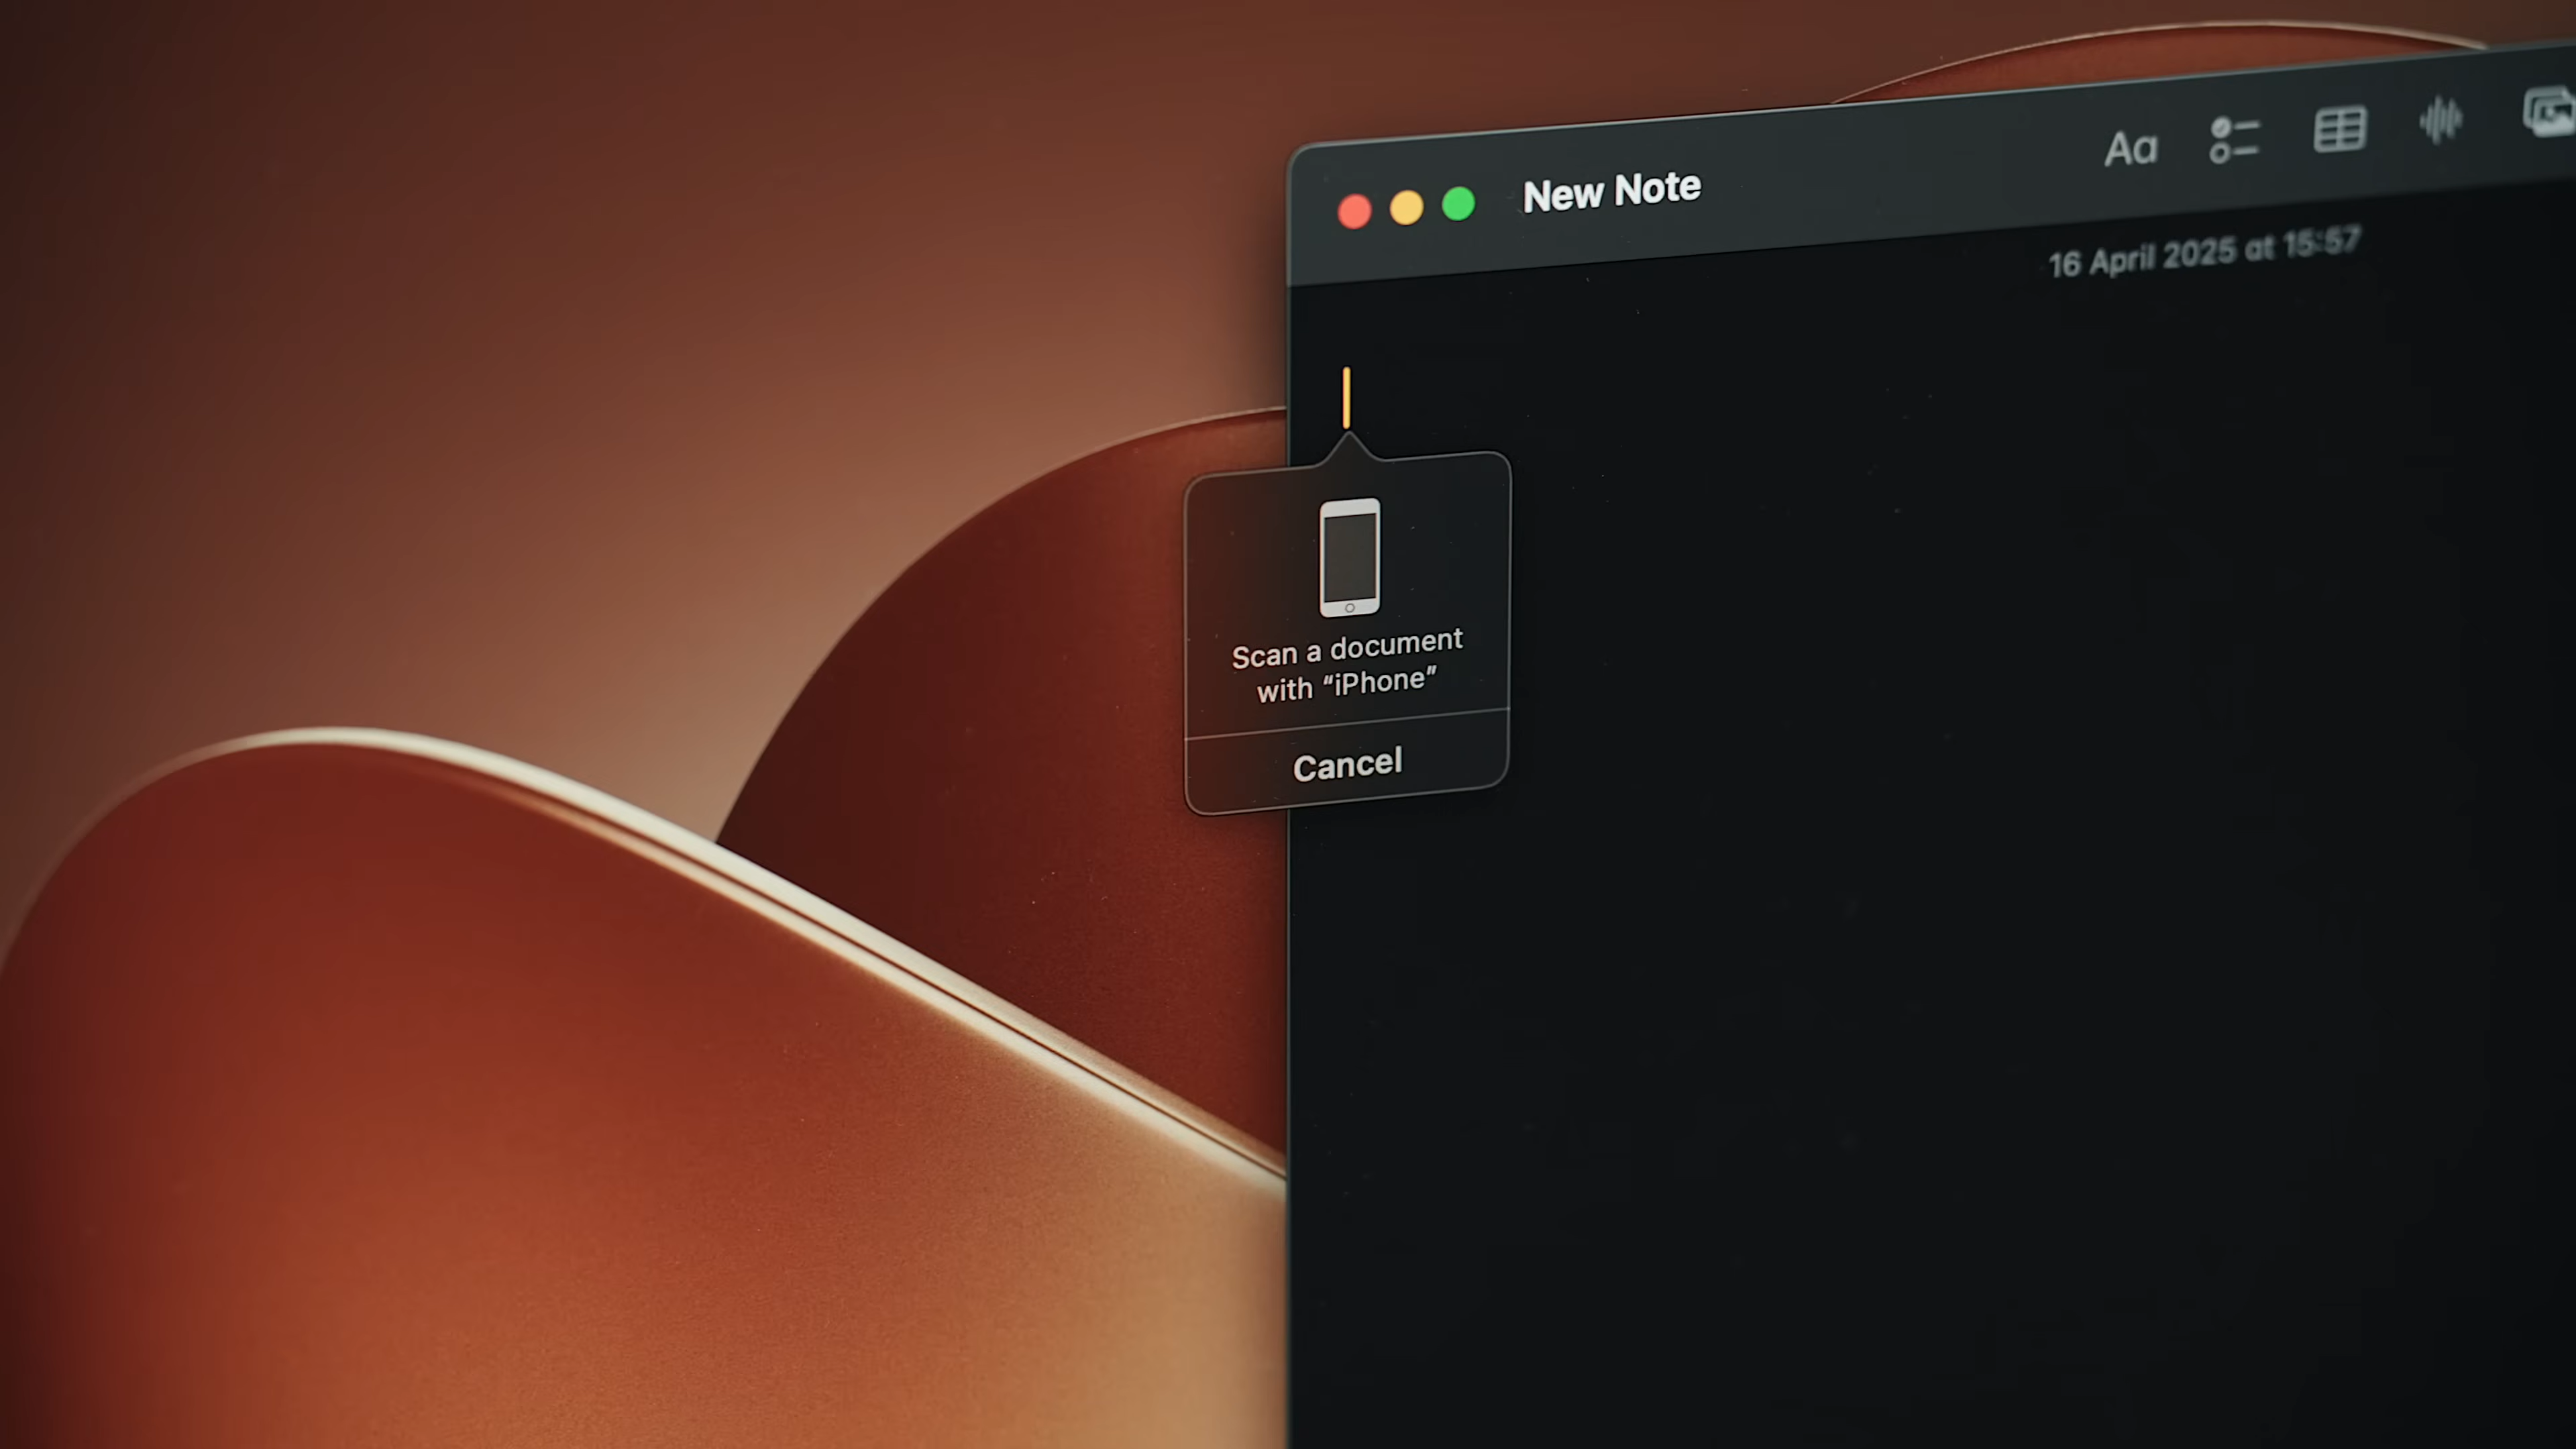 New Note
Aa
16 April 2025 at 15:57
Scan a document
with “iPhone”
Cancel